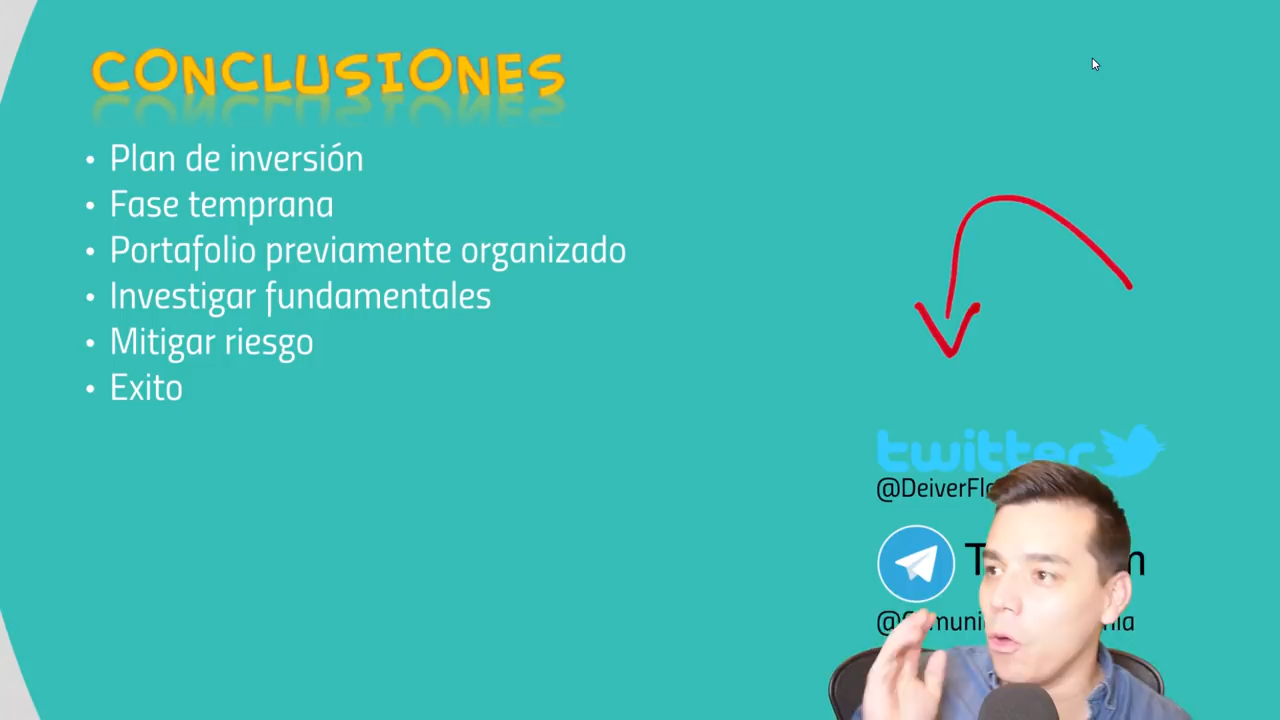 CONCLUSIONES
• Plan de inversión
• Fase temprana
• Portafolio previamente organizado
• Investigar fundamentales
• Mitigar riesgo
• Exito
twitter